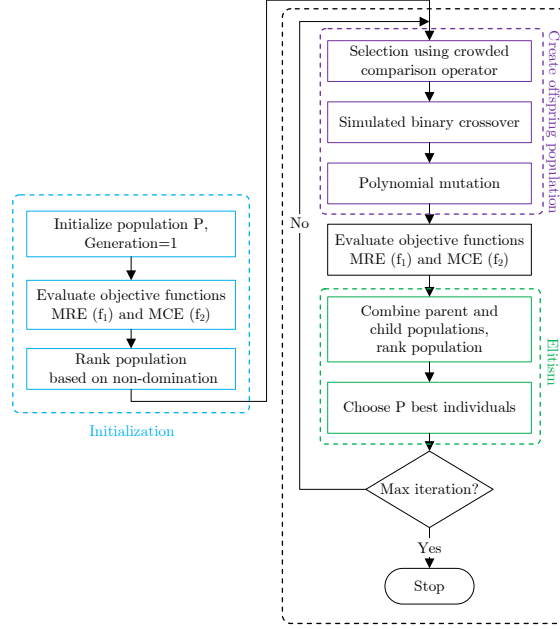 Initialize population P,
Generation=1
Evaluate objective functions
MRE (f₁) and MCE (f₂)
Rank population
based on non-domination
Initialization
Selection using crowded
comparison operator
Simulated binary crossover
Polynomial mutation
Create offspring population
Evaluate objective functions
MRE (f₁) and MCE (f₂)
Combine parent and
child populations,
rank population
Choose P best individuals
Elitism
Max iteration?
No
Yes
Stop